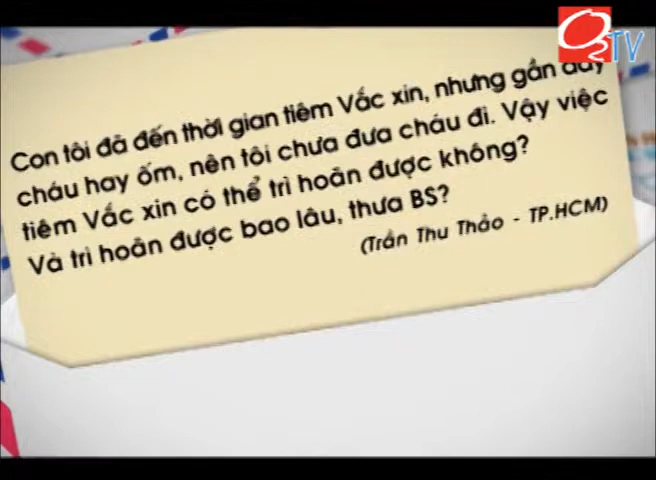 O2TV
Con tôi đã đến thời gian tiêm Vắc xin, nhưng gần đây
cháu hay ốm, nên tôi chưa đưa cháu đi. Vậy việc
tiêm Vắc xin có thể trì hoãn được không?
Và trì hoãn được bao lâu, thưa BS?
(Trần Thu Thảo - TP.HCM)